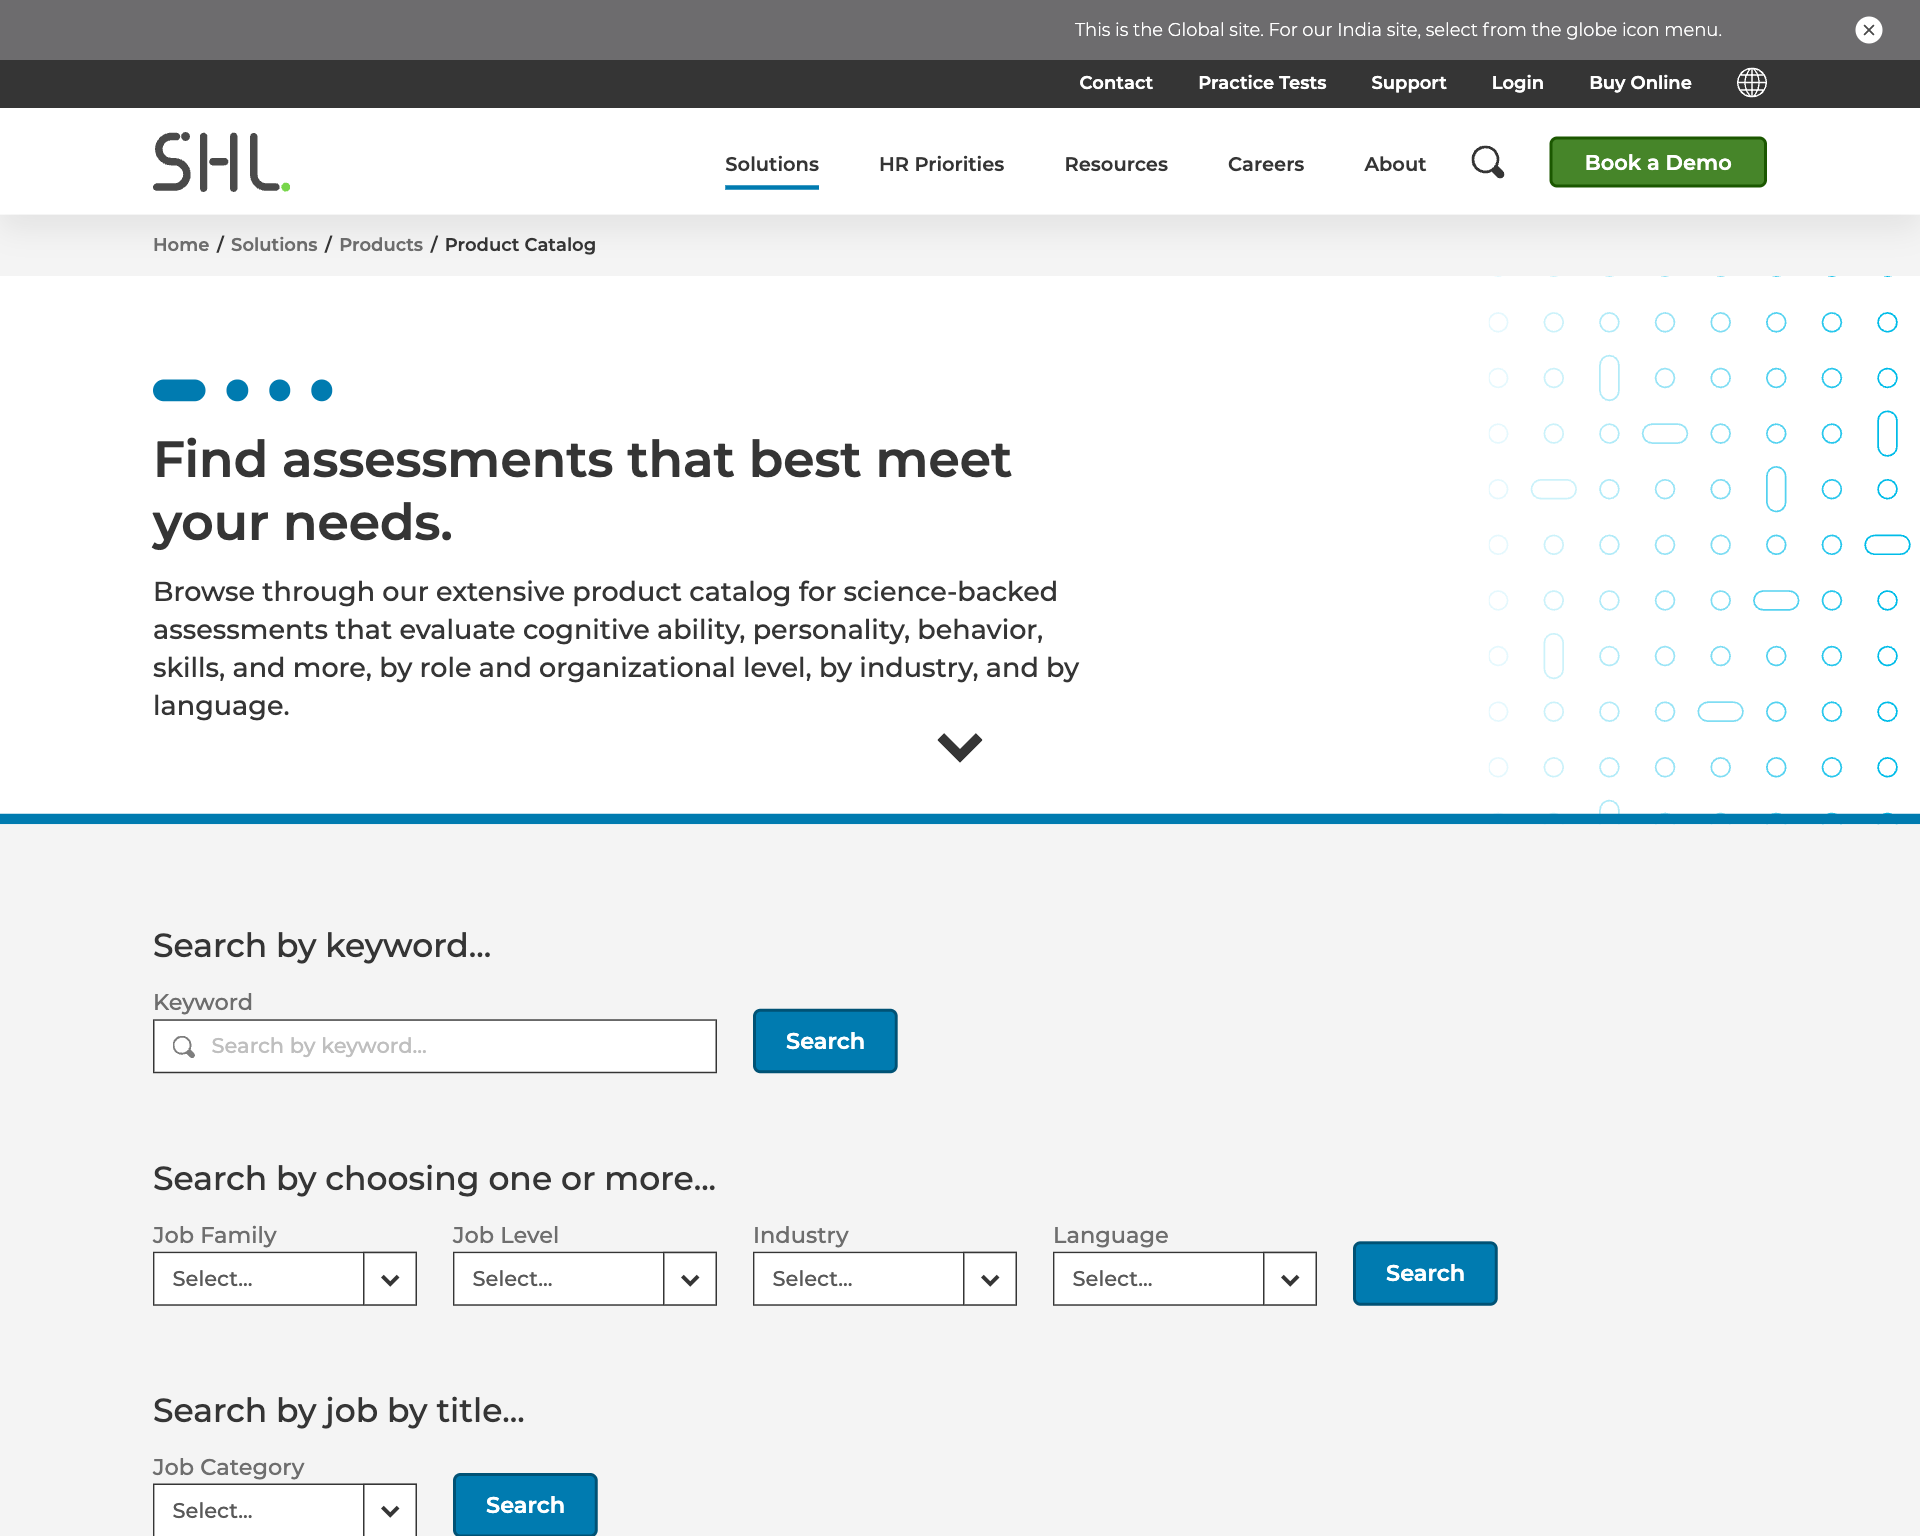 This is the Global site. For our India site, select from the globe icon menu.
Contact Practice Tests Support Login Buy Online
SHL.
Solutions HR Priorities Resources Careers About Book a Demo
Home / Solutions / Products / Product Catalog
Find assessments that best meet
your needs.
Browse through our extensive product catalog for science-backed
assessments that evaluate cognitive ability, personality, behavior,
skills, and more, by role and organizational level, by industry, and by
language.
Search by keyword...
Keyword
Search by keyword... Search
Search by choosing one or more...
Job Family Job Level Industry Language
Select... Select... Select... Select... Search
Search by job by title...
Job Category
Select... Search